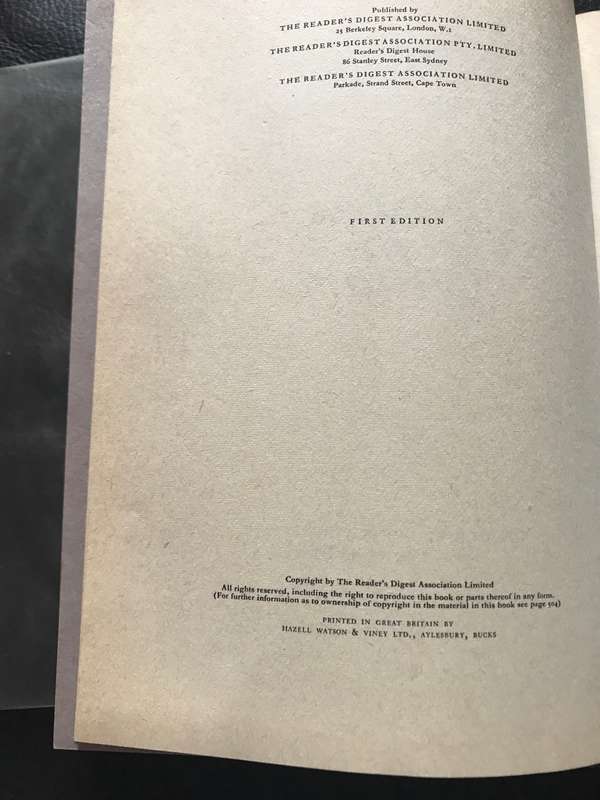 Published by
THE READER'S DIGEST ASSOCIATION LIMITED
25 Berkeley Square, London, W.1
THE READER'S DIGEST ASSOCIATION PTY. LIMITED
Reader's Digest House
86 Stanley Street, East Sydney
THE READER'S DIGEST ASSOCIATION LIMITED
Parkade, Strand Street, Cape Town
FIRST EDITION
Copyright by The Reader's Digest Association Limited
All rights reserved, including the right to reproduce this book or parts thereof in any form.
(For further information as to ownership of copyright in the material in this book see page 504)
PRINTED IN GREAT BRITAIN BY
HAZELL WATSON & VINEY LTD., AYLESBURY, BUCKS